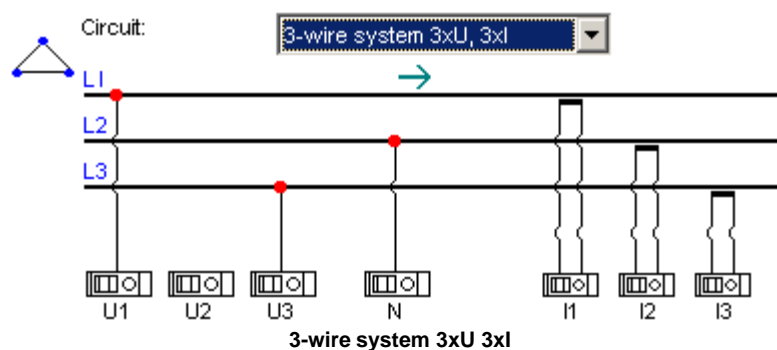 Circuit: 3-wire system 3xU, 3xI
L1
L2
L3
U1 U2 U3 N I1 I2 I3
3-wire system 3xU 3xI